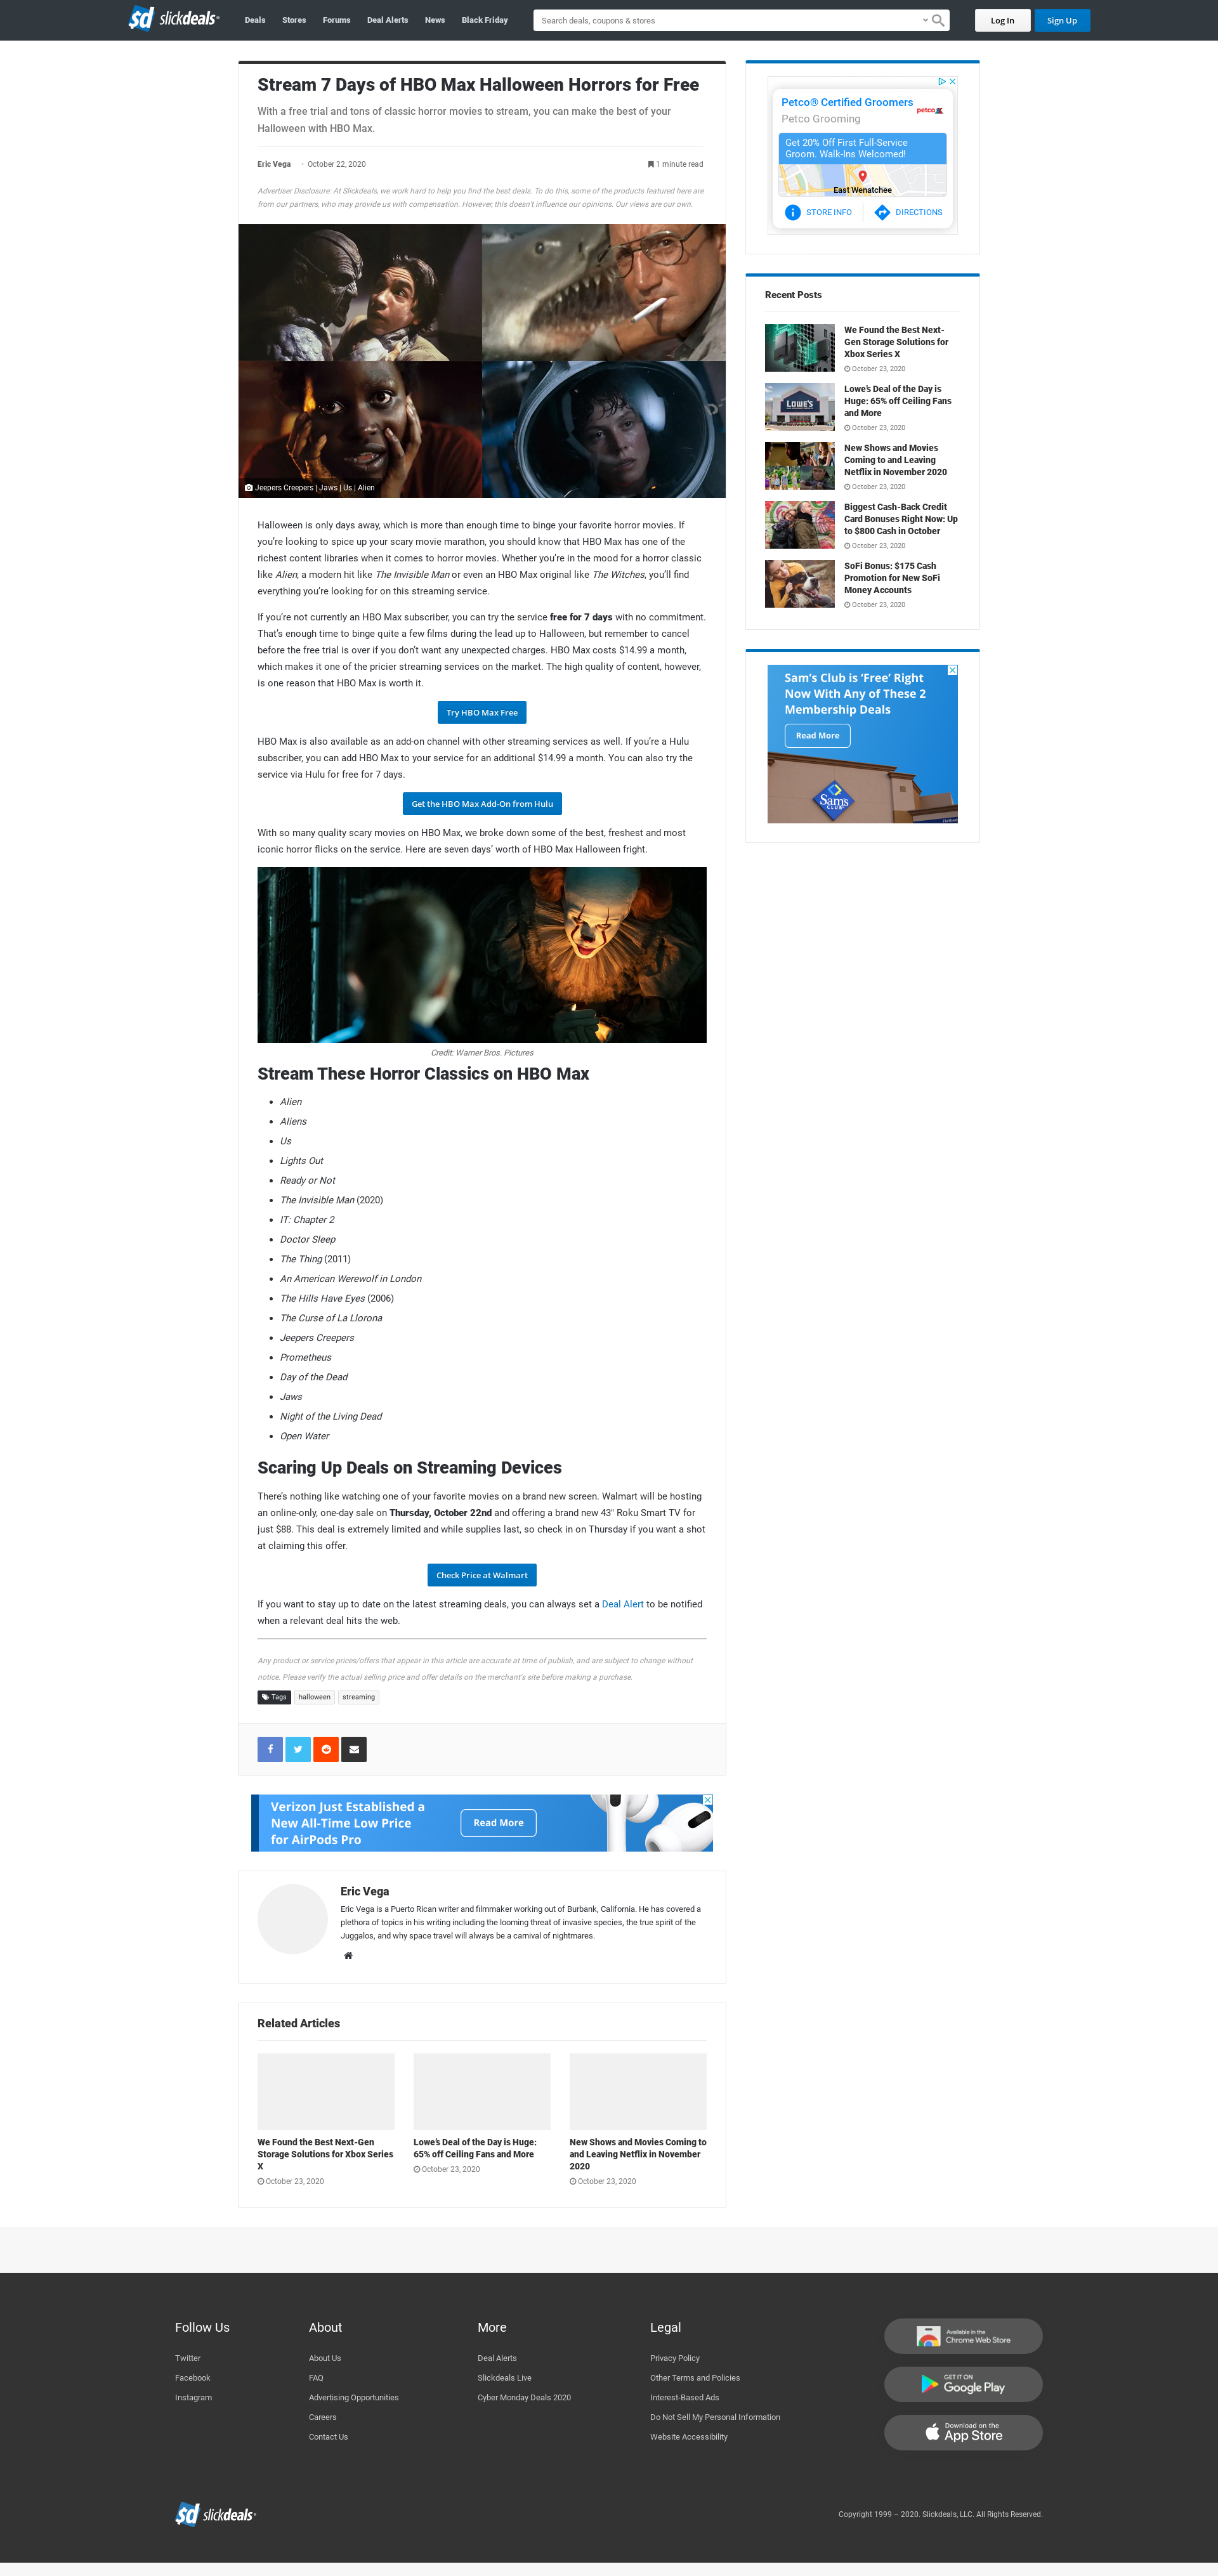 sd slickdeals
Deals Stores Forums Deal Alerts News Black Friday
Search deals, coupons & stores
Log In Sign Up
Stream 7 Days of HBO Max Halloween Horrors for Free
With a free trial and tons of classic horror movies to stream, you can make the best of your
Halloween with HBO Max.
Eric Vega · October 22, 2020
1 minute read
Advertiser Disclosure: At Slickdeals, we work hard to help you find the best deals. To do this, some of the products featured here are
from our partners, who may provide us with compensation. However, this doesn't influence our opinions. Our views are our own.
Jeepers Creepers | Jaws | Us | Alien
Halloween is only days away, which is more than enough time to binge your favorite horror movies. If
you're looking to spice up your scary movie marathon, you should know that HBO Max has one of the
richest content libraries when it comes to horror movies. Whether you're in the mood for a horror classic
like Alien, a modern hit like The Invisible Man or even an HBO Max original like The Witches, you'll find
everything you're looking for on this streaming service.
If you're not currently an HBO Max subscriber, you can try the service free for 7 days with no commitment.
That's enough time to binge quite a few films during the lead up to Halloween, but remember to cancel
before the free trial is over if you don't want any unexpected charges. HBO Max costs $14.99 a month,
which makes it one of the pricier streaming services on the market. The high quality of content, however,
is one reason that HBO Max is worth it.
Try HBO Max Free
HBO Max is also available as an add-on channel with other streaming services as well. If you're a Hulu
subscriber, you can add HBO Max to your service for an additional $14.99 a month. You can also try the
service via Hulu for free for 7 days.
Get the HBO Max Add-On from Hulu
With so many quality scary movies on HBO Max, we broke down some of the best, freshest and most
iconic horror flicks on the service. Here are seven days' worth of HBO Max Halloween fright.
Credit: Warner Bros. Pictures
Stream These Horror Classics on HBO Max
• Alien
• Aliens
• Us
• Lights Out
• Ready or Not
• The Invisible Man (2020)
• IT: Chapter 2
• Doctor Sleep
• The Thing (2011)
• An American Werewolf in London
• The Hills Have Eyes (2006)
• The Curse of La Llorona
• Jeepers Creepers
• Prometheus
• Day of the Dead
• Jaws
• Night of the Living Dead
• Open Water
Scaring Up Deals on Streaming Devices
There's nothing like watching one of your favorite movies on a brand new screen. Walmart will be hosting
an online-only, one-day sale on Thursday, October 22nd and offering a brand new 43" Roku Smart TV for
just $88. This deal is extremely limited and while supplies last, so check in on Thursday if you want a shot
at claiming this offer.
Check Price at Walmart
If you want to stay up to date on the latest streaming deals, you can always set a Deal Alert to be notified
when a relevant deal hits the web.
Any product or service prices/offers that appear in this article are accurate at time of publish, and are subject to change without
notice. Please verify the actual selling price and offer details on the merchant's site before making a purchase.
Tags halloween streaming
Verizon Just Established a
New All-Time Low Price
for AirPods Pro
Read More
Eric Vega
Eric Vega is a Puerto Rican writer and filmmaker working out of Burbank, California. He has covered a
plethora of topics in his writing including the looming threat of invasive species, the true spirit of the
Juggalos, and why space travel will always be a carnival of nightmares.
Related Articles
We Found the Best Next-Gen
Storage Solutions for Xbox Series
X
October 23, 2020
Lowe's Deal of the Day is Huge:
65% off Ceiling Fans and More
October 23, 2020
New Shows and Movies Coming to
and Leaving Netflix in November
2020
October 23, 2020
Petco® Certified Groomers
Petco Grooming
petco
Get 20% Off First Full-Service
Groom. Walk-Ins Welcomed!
East Wenatchee
STORE INFO
DIRECTIONS
Recent Posts
We Found the Best Next-
Gen Storage Solutions for
Xbox Series X
October 23, 2020
LOWE'S
Lowe's Deal of the Day is
Huge: 65% off Ceiling Fans
and More
October 23, 2020
New Shows and Movies
Coming to and Leaving
Netflix in November 2020
October 23, 2020
Biggest Cash-Back Credit
Card Bonuses Right Now: Up
to $800 Cash in October
October 23, 2020
SoFi Bonus: $175 Cash
Promotion for New SoFi
Money Accounts
October 23, 2020
Sam's Club is 'Free' Right
Now With Any of These 2
Membership Deals
Read More
Sam's
CLUB
Follow Us
Twitter
Facebook
Instagram
About
About Us
FAQ
Advertising Opportunities
Careers
Contact Us
More
Deal Alerts
Slickdeals Live
Cyber Monday Deals 2020
Legal
Privacy Policy
Other Terms and Policies
Interest-Based Ads
Do Not Sell My Personal Information
Website Accessibility
Available in the
Chrome Web Store
GET IT ON
Google Play
Download on the
App Store
sd slickdeals
Copyright 1999 – 2020. Slickdeals, LLC. All Rights Reserved.